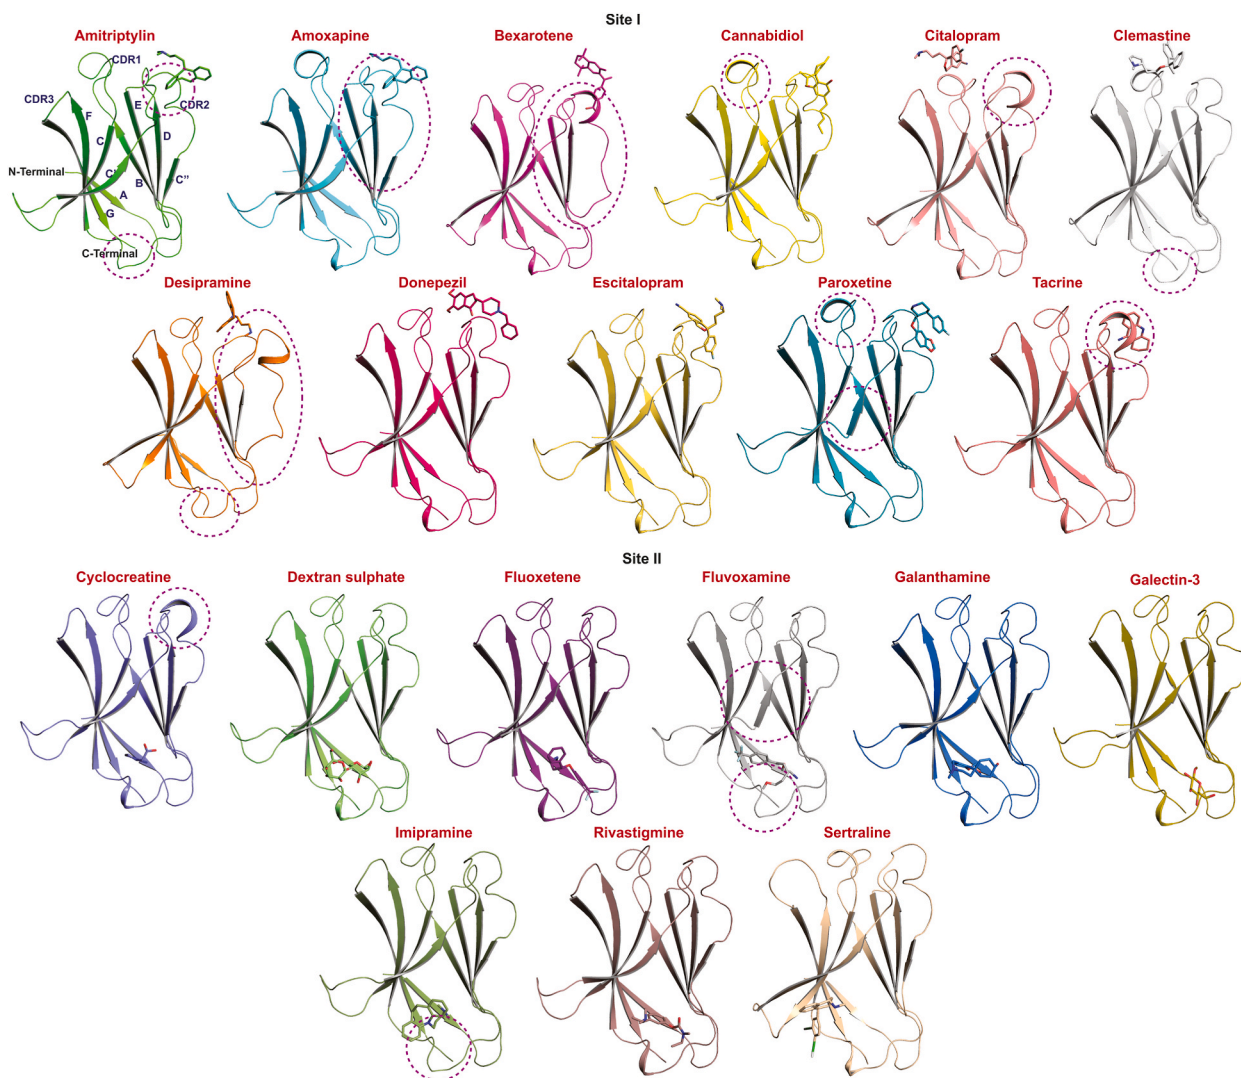 Site I
Amitriptylin
Amoxapine
Bexarotene
Cannabidiol
Citalopram
Clemastine
CDR1
CDR3
CDR2
E
F
D
C
N-Terminal
C'
B
C''
A
G
C-Terminal
Desipramine
Donepezil
Escitalopram
Paroxetine
Tacrine
Site II
Cyclocreatine
Dextran sulphate
Fluoxetene
Fluvoxamine
Galanthamine
Galectin-3
Imipramine
Rivastigmine
Sertraline